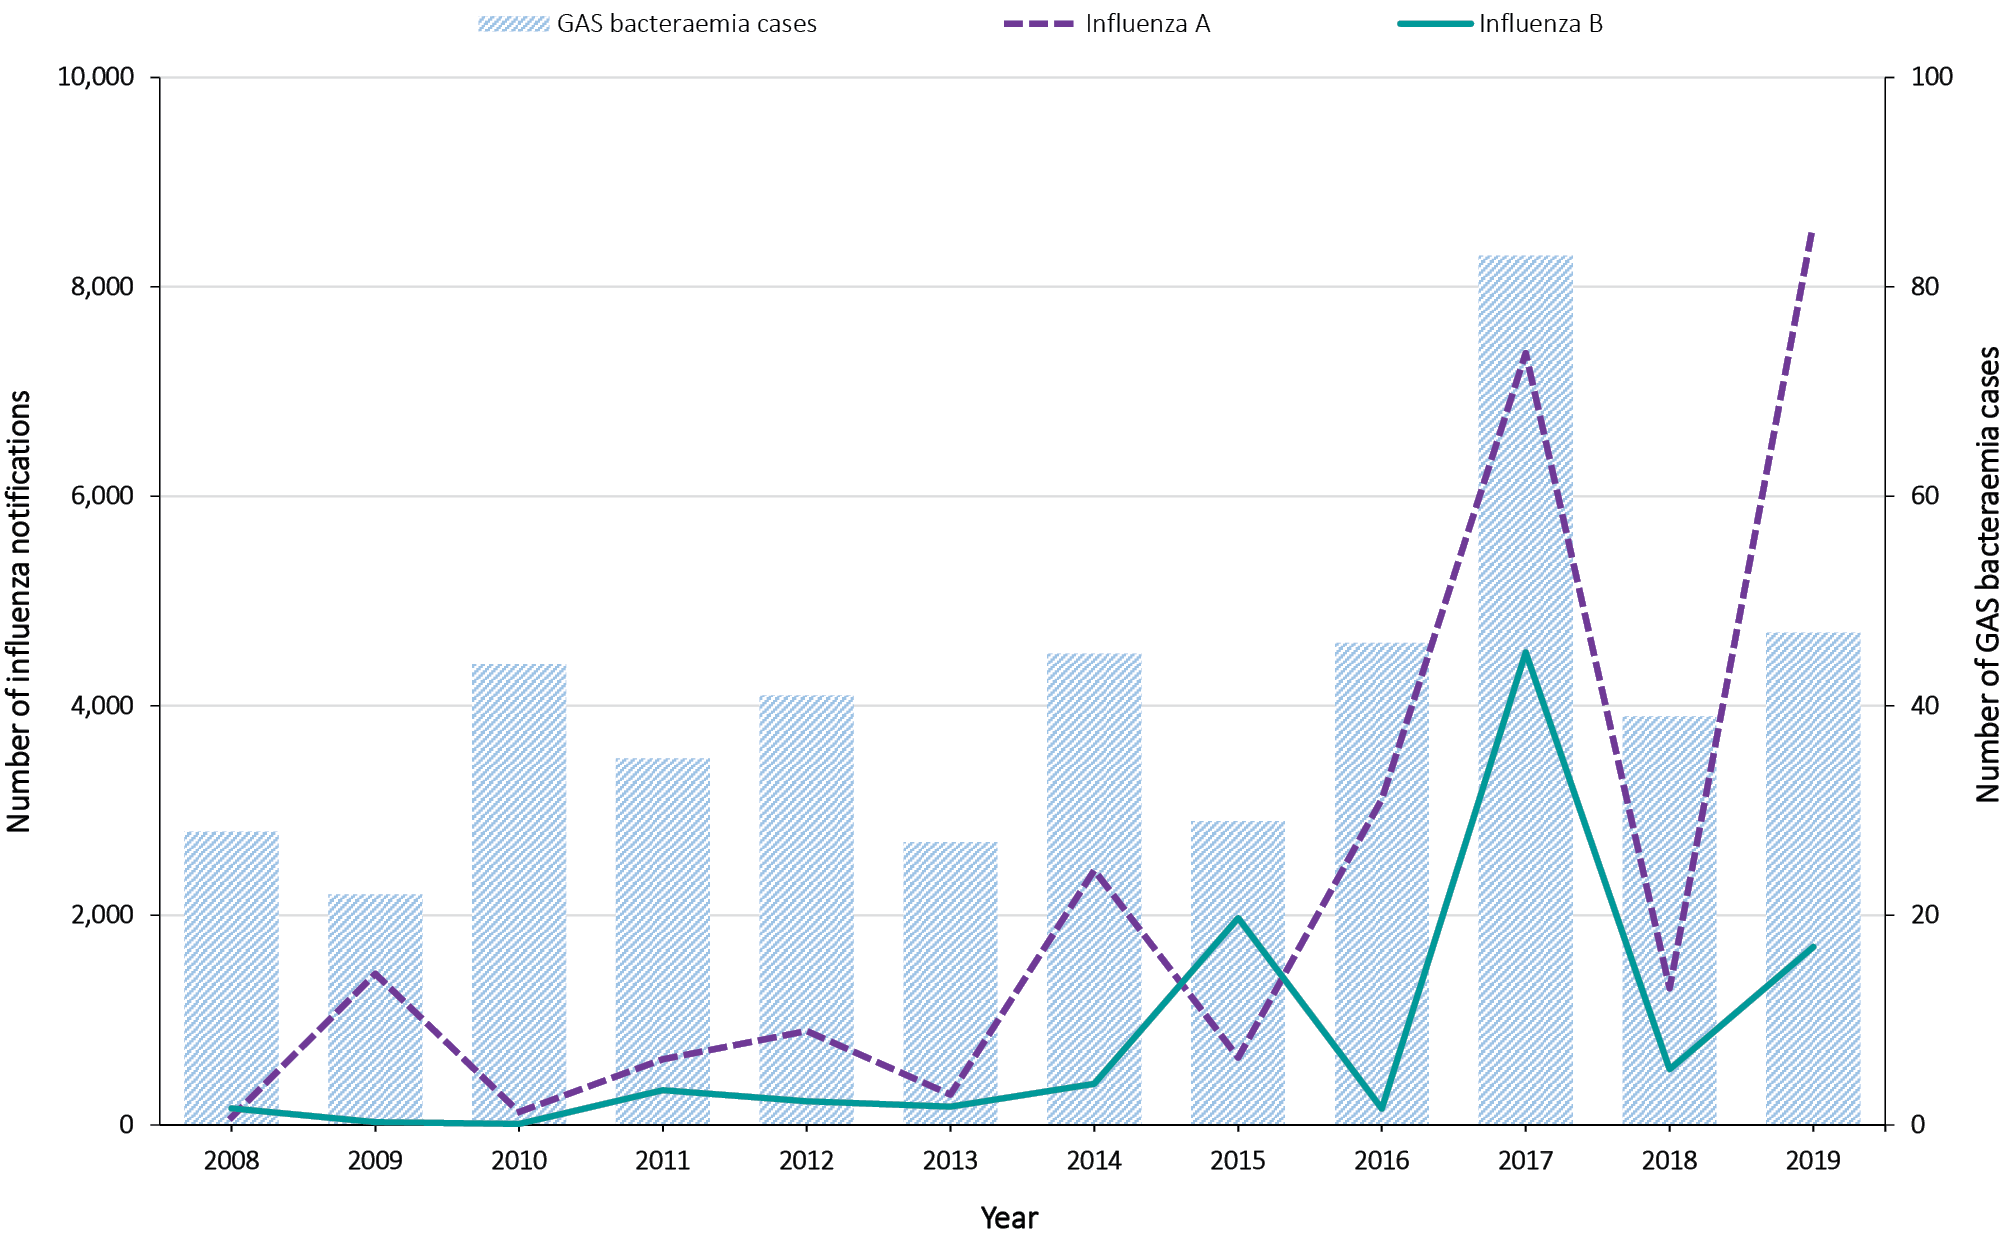 GAS bacteraemia cases Influenza A Influenza B
Number of influenza notifications
10,000
8,000
6,000
4,000
2,000
0
100
80
60
40
20
0
Number of GAS bacteraemia cases
2008 2009 2010 2011 2012 2013 2014 2015 2016 2017 2018 2019
Year